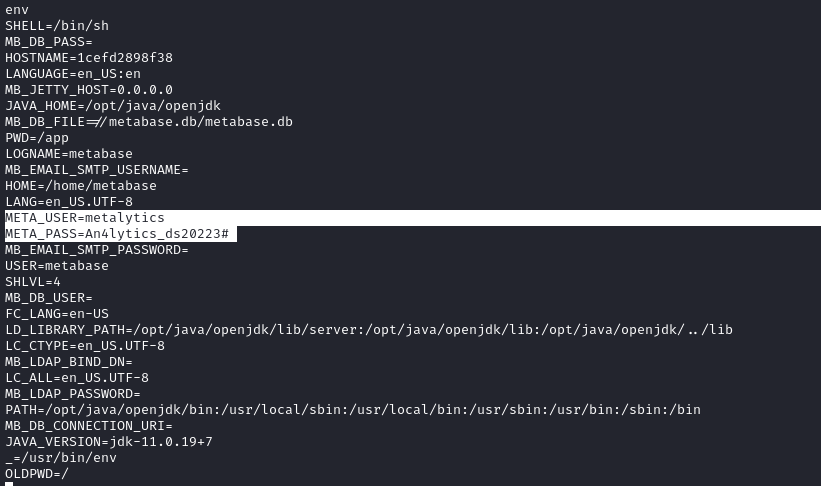 env
SHELL=/bin/sh
MB_DB_PASS=
HOSTNAME=1cefd2898f38
LANGUAGE=en_US:en
MB_JETTY_HOST=0.0.0.0
JAVA_HOME=/opt/java/openjdk
MB_DB_FILE=//metabase.db/metabase.db
PWD=/app
LOGNAME=metabase
MB_EMAIL_SMTP_USERNAME=
HOME=/home/metabase
LANG=en_US.UTF-8
META_USER=metalytics
META_PASS=An4lytics_ds20223#
MB_EMAIL_SMTP_PASSWORD=
USER=metabase
SHLVL=4
MB_DB_USER=
FC_LANG=en-US
LD_LIBRARY_PATH=/opt/java/openjdk/lib/server:/opt/java/openjdk/lib:/opt/java/openjdk/../lib
LC_CTYPE=en_US.UTF-8
MB_LDAP_BIND_DN=
LC_ALL=en_US.UTF-8
MB_LDAP_PASSWORD=
PATH=/opt/java/openjdk/bin:/usr/local/sbin:/usr/local/bin:/usr/sbin:/usr/bin:/sbin:/bin
MB_DB_CONNECTION_URI=
JAVA_VERSION=jdk-11.0.19+7
_=/usr/bin/env
OLDPWD=/